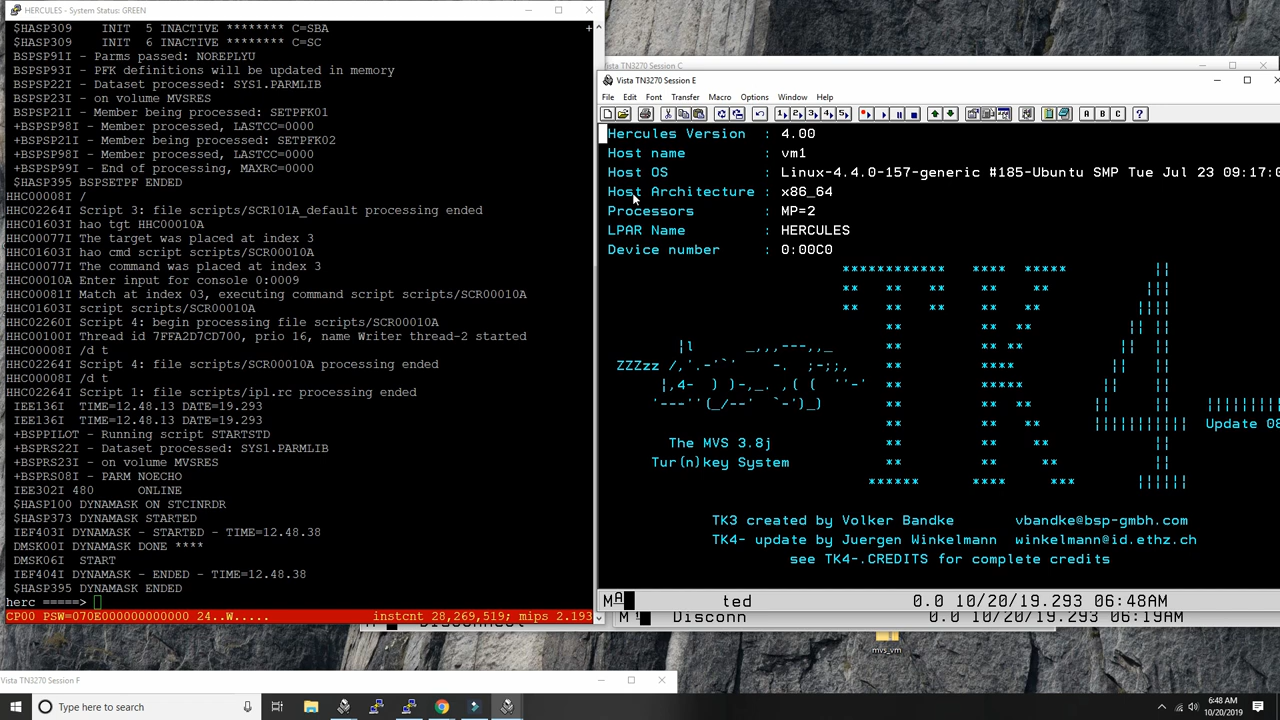 HERCULES - System Status: GREEN
$HASP309    INIT  5 INACTIVE ******** C=SBA
$HASP309    INIT  6 INACTIVE ******** C=SC
BSPSP91I - Parms passed: NOREPLYU
BSPSP93I - PFK definitions will be updated in memory
BSPSP22I - Dataset processed: SYS1.PARMLIB
BSPSP23I - on volume MVSRES
BSPSP21I - Member being processed: SETPFK01
+BSPSP98I - Member processed, LASTCC=0000
+BSPSP21I - Member being processed: SETPFK02
+BSPSP98I - Member processed, LASTCC=0000
+BSPSP99I - End of processing, MAXRC=0000
$HASP395 BSPSETPF ENDED
HHC00008I /
HHC02264I Script 3: file scripts/SCR101A_default processing ended
HHC01603I hao tgt HHC00010A
HHC00077I The target was placed at index 3
HHC01603I hao cmd script scripts/SCR00010A
HHC00077I The command was placed at index 3
HHC00010A Enter input for console 0:0009
HHC00081I Match at index 03, executing command script scripts/SCR00010A
HHC01603I script scripts/SCR00010A
HHC02260I Script 4: begin processing file scripts/SCR00010A
HHC00100I Thread id 7FFA2D7CD700, prio 16, name Writer thread-2 started
HHC00008I /d t
HHC02264I Script 4: file scripts/SCR00010A processing ended
HHC00008I /d t
HHC02264I Script 1: file scripts/ipl.rc processing ended
IEE136I  TIME=12.48.13 DATE=19.293
IEE136I  TIME=12.48.13 DATE=19.293
+BSPPILOT - Running script STARTSTD
+BSPRS22I - Dataset processed: SYS1.PARMLIB
+BSPRS23I - on volume MVSRES
+BSPRS08I - PARM NOECHO
IEE302I 480     ONLINE
$HASP100 DYNAMASK ON STCINRDR
$HASP373 DYNAMASK STARTED
IEF403I DYNAMASK - STARTED - TIME=12.48.38
DMSK00I DYNAMASK DONE ****
DMSK06I  START
IEF404I DYNAMASK - ENDED - TIME=12.48.38
$HASP395 DYNAMASK ENDED
herc =====>
CP00 PSW=070E000000000000 24..W..... instcnt 28,269,519; mips 2.193
Vista TN3270 Session C
Vista TN3270 Session E
File Edit Font Transfer Macro Options Window Help
1 2 3 4 5 A B C ?
Hercules Version : 4.00
Host name : vm1
Host OS : Linux-4.4.0-157-generic #185-Ubuntu SMP Tue Jul 23 09:17:0
Host Architecture : x86_64
Processors : MP=2
LPAR Name : HERCULES
Device number : 0:00C0
ZZZzz
Update 08
The MVS 3.8j
Tur(n)key System
TK3 created by Volker Bandke vbandke@bsp-gmbh.com
TK4- update by Juergen Winkelmann winkelmann@id.ethz.ch
see TK4-.CREDITS for complete credits
ted 0.0 10/20/19.293 06:48AM
Disconn 0.0 10/20/19.293 06:19AM
mvs_vm
Vista TN3270 Session F
Type here to search
6:48 AM
10/20/2019